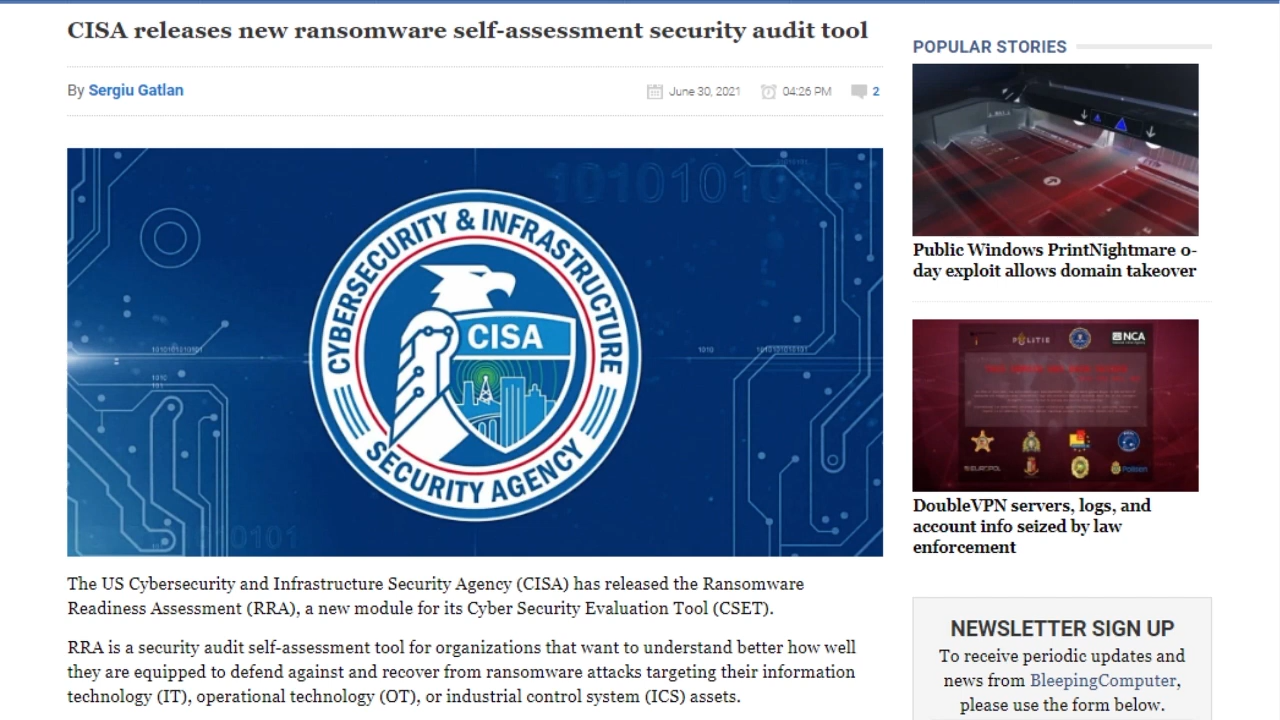 CISA releases new ransomware self-assessment security audit tool
By Sergiu Gatlan
June 30, 2021 04:26 PM 2
10101010101
CYBERSECURITY & INFRASTRUCTURE
SECURITY AGENCY
CISA
1010
The US Cybersecurity and Infrastructure Security Agency (CISA) has released the Ransomware
Readiness Assessment (RRA), a new module for its Cyber Security Evaluation Tool (CSET).
RRA is a security audit self-assessment tool for organizations that want to understand better how well
they are equipped to defend against and recover from ransomware attacks targeting their information
technology (IT), operational technology (OT), or industrial control system (ICS) assets.
POPULAR STORIES
Public Windows PrintNightmare 0-
day exploit allows domain takeover
POLITIE
NCA
EUROPOL
DoubleVPN servers, logs, and
account info seized by law
enforcement
NEWSLETTER SIGN UP
To receive periodic updates and
news from BleepingComputer,
please use the form below.